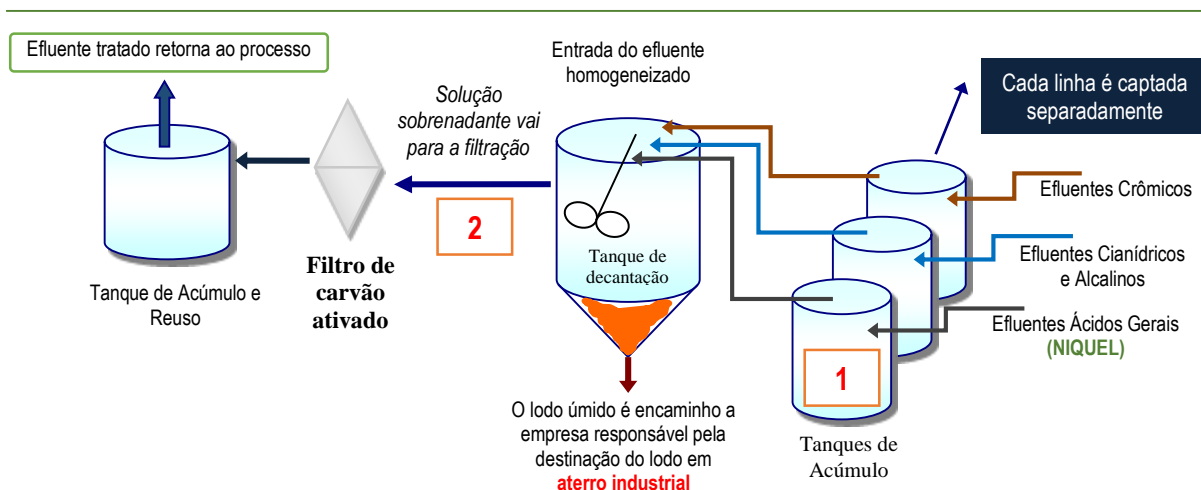 Efluente tratado retorna ao processo
Entrada do efluente
homogeneizado
Cada linha é captada
separadamente
Solução
sobrenadante vai
para a filtração
2
Filtro de
carvão
ativado
Tanque de Acúmulo e
Reuso
Tanque de
decantação
Efluentes Crômicos
Efluentes Cianídricos
e Alcalinos
Efluentes Ácidos Gerais
(NIQUEL)
1
Tanques de
Acúmulo
O lodo úmido é encaminho a
empresa responsável pela
destinação do lodo em
aterro industrial